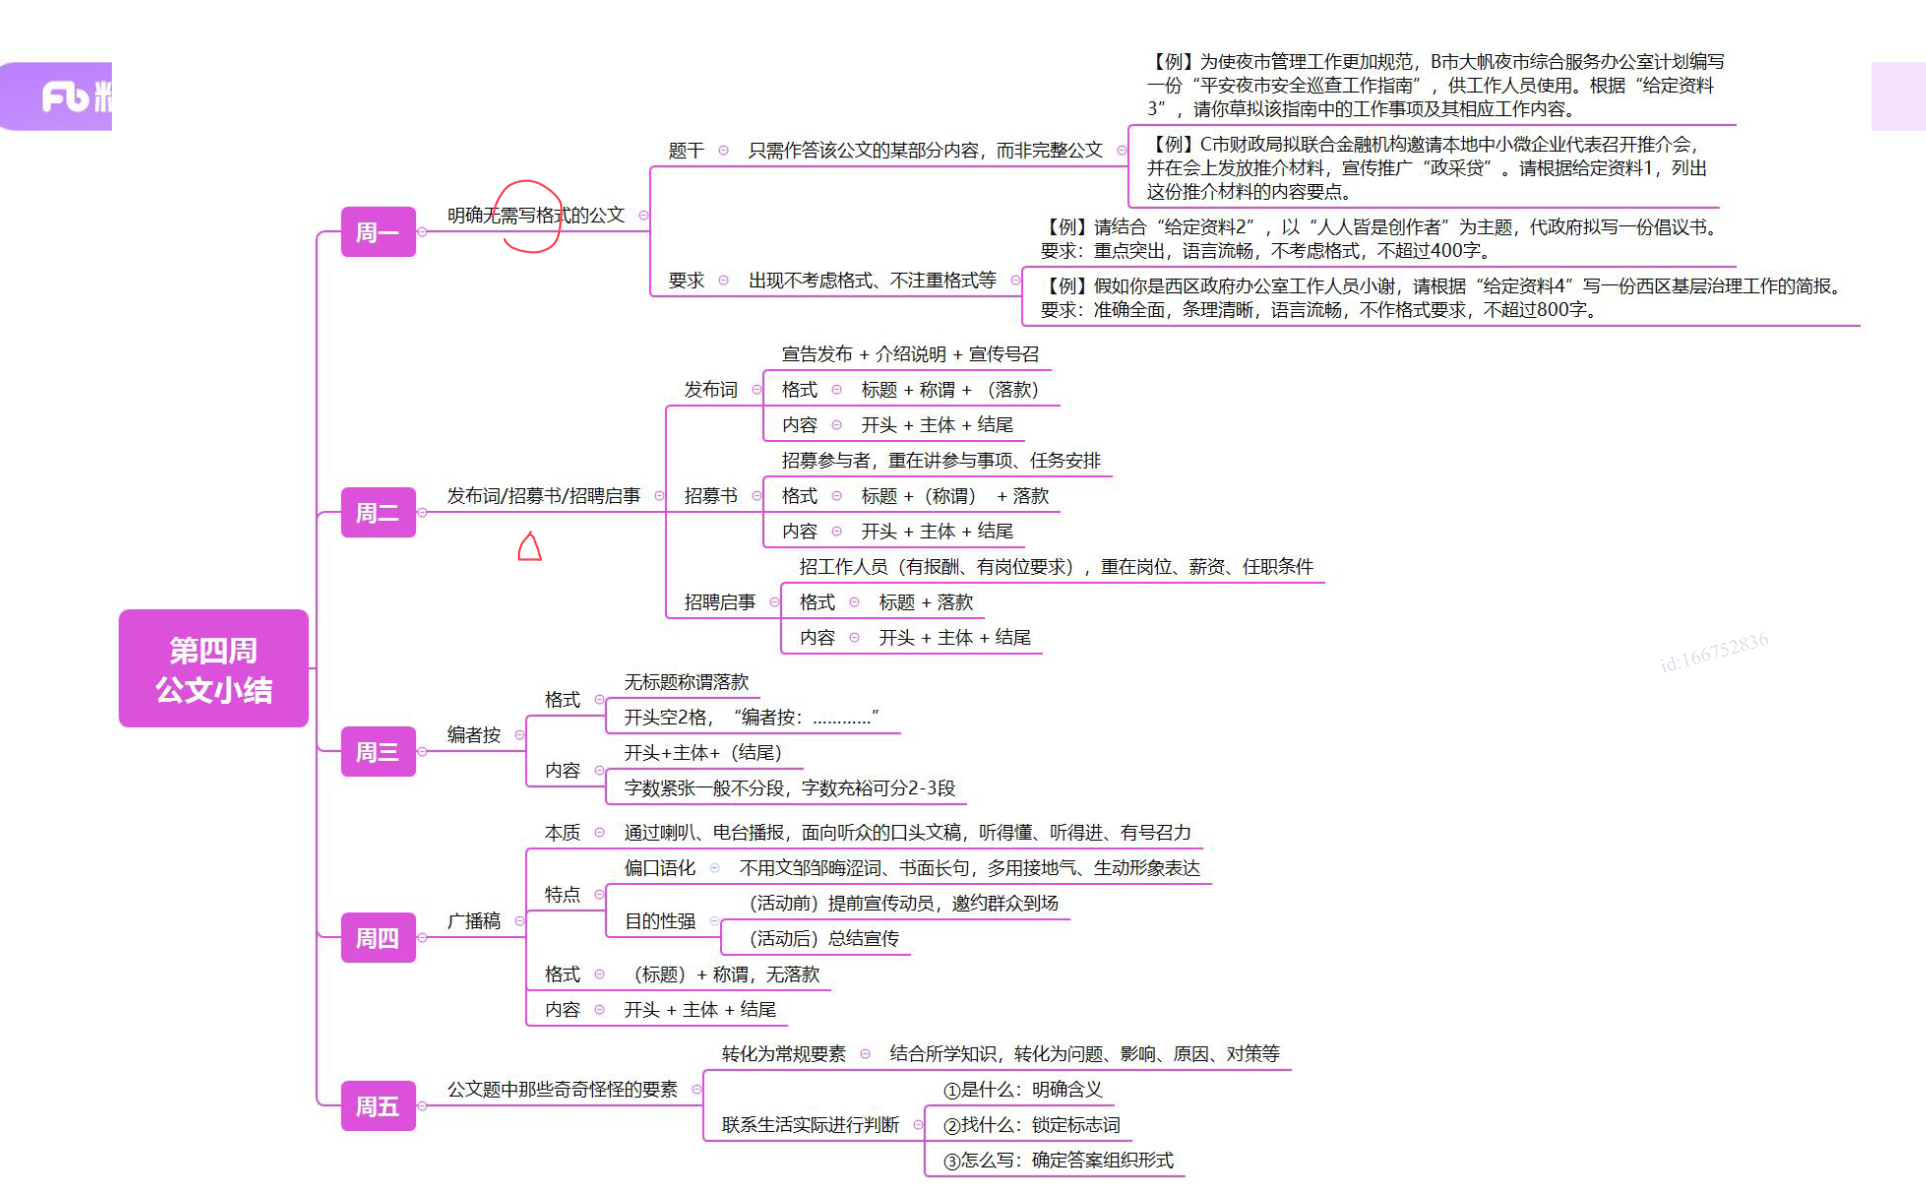 Fb
【例】为使夜市管理工作更加规范，B市大帆夜市综合服务办公室计划编写
一份“平安夜市安全巡查工作指南”，供工作人员使用。根据“给定资料
3”，请你草拟该指南中的工作事项及其相应工作内容。
题干
只需作答该公文的某部分内容，而非完整公文
【例】C市财政局拟联合金融机构邀请本地中小微企业代表召开推介会，
并在会上发放推介材料，宣传推广“政采贷”。请根据给定资料1，列出
这份推介材料的内容要点。
周一
明确无需写格式的公文
【例】请结合“给定资料2”，以“人人皆是创作者”为主题，代政府拟写一份倡议书。
要求：重点突出，语言流畅，不考虑格式，不超过400字。
要求
出现不考虑格式、不注重格式等
【例】假如你是西区政府办公室工作人员小谢，请根据“给定资料4”写一份西区基层治理工作的简报。
要求：准确全面，条理清晰，语言流畅，不作格式要求，不超过800字。
宣告发布 + 介绍说明 + 宣传号召
发布词
格式
标题 + 称谓 + （落款）
内容
开头 + 主体 + 结尾
招募参与者，重在讲参与事项、任务安排
周二
发布词/招募书/招聘启事
招募书
格式
标题 +（称谓） + 落款
内容
开头 + 主体 + 结尾
招工作人员（有报酬、有岗位要求），重在岗位、薪资、任职条件
招聘启事
格式
标题 + 落款
内容
开头 + 主体 + 结尾
第四周
公文小结
id:166752836
周三
编者按
格式
无标题称谓落款
开头空2格，“编者按：…………”
内容
开头+主体+（结尾）
字数紧张一般不分段，字数充裕可分2-3段
本质
通过喇叭、电台播报，面向听众的口头文稿，听得懂、听得进、有号召力
偏口语化
不用文邹邹晦涩词、书面长句，多用接地气、生动形象表达
特点
（活动前）提前宣传动员，邀约群众到场
周四
广播稿
目的性强
（活动后）总结宣传
格式
（标题）+ 称谓，无落款
内容
开头 + 主体 + 结尾
转化为常规要素
结合所学知识，转化为问题、影响、原因、对策等
周五
公文题中那些奇奇怪怪的要素
①是什么：明确含义
联系生活实际进行判断
②找什么：锁定标志词
③怎么写：确定答案组织形式